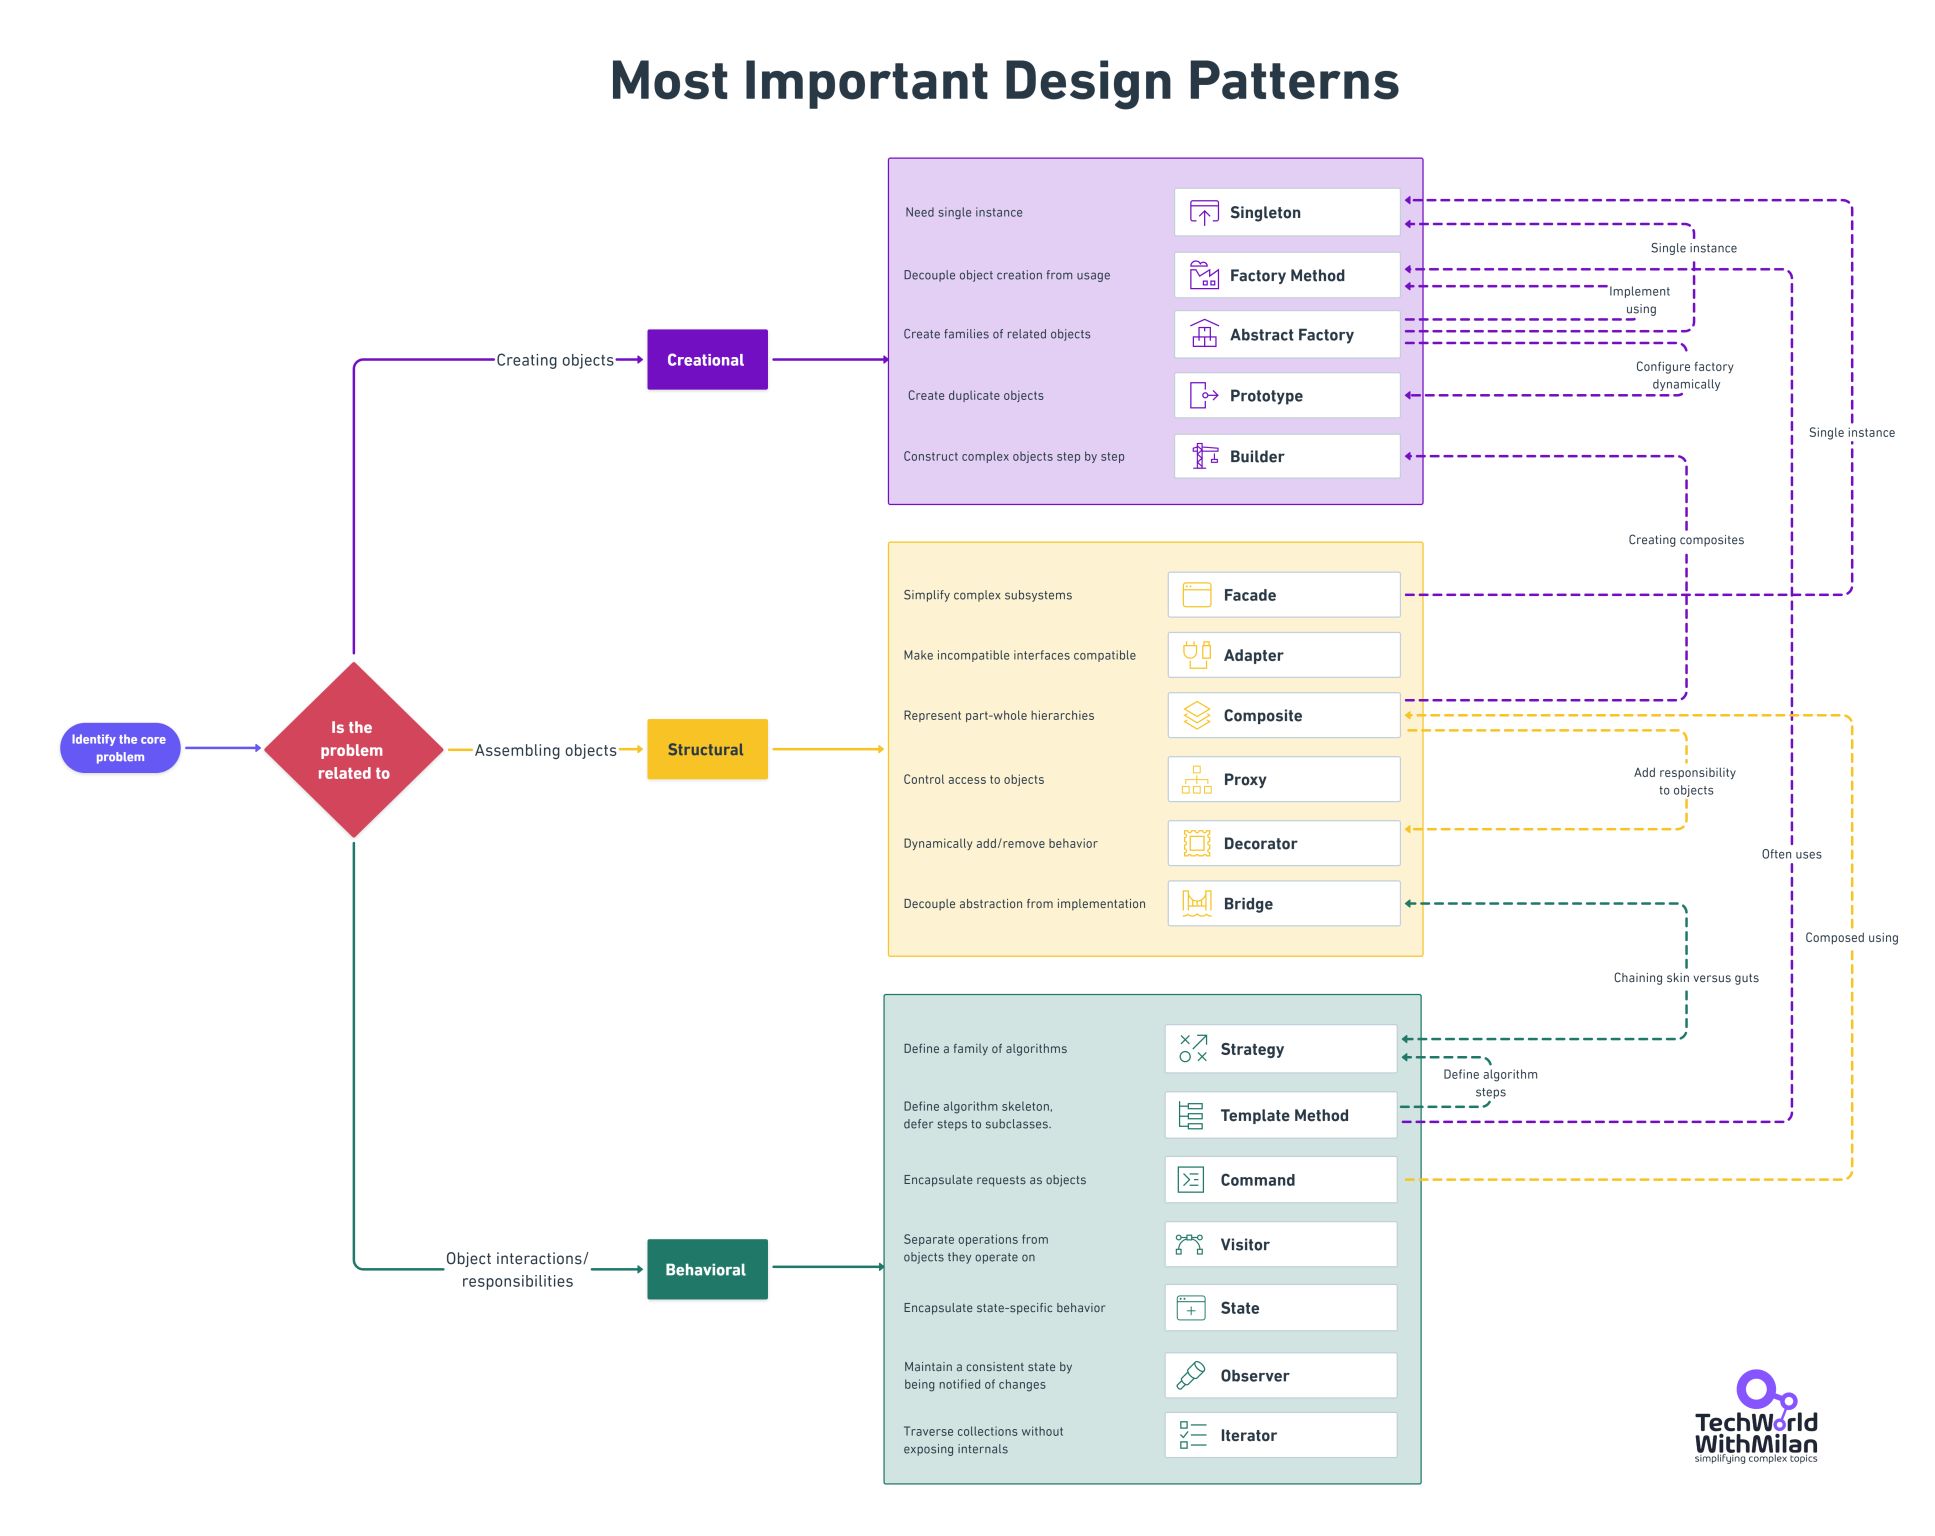 Most Important Design Patterns
Need single instance
Singleton
Single instance
Decouple object creation from usage
Factory Method
Implement
using
Create families of related objects
Abstract Factory
Creating objects
Creational
Configure factory
dynamically
Create duplicate objects
Prototype
Single instance
Construct complex objects step by step
Builder
Creating composites
Simplify complex subsystems
Facade
Make incompatible interfaces compatible
Adapter
Represent part-whole hierarchies
Composite
Identify the core
problem
Is the
problem
related to
Assembling objects
Structural
Control access to objects
Proxy
Add responsibility
to objects
Dynamically add/remove behavior
Decorator
Often uses
Decouple abstraction from implementation
Bridge
Composed using
Chaining skin versus guts
Define a family of algorithms
Strategy
Define algorithm
steps
Define algorithm skeleton,
defer steps to subclasses.
Template Method
Encapsulate requests as objects
Command
Separate operations from
objects they operate on
Visitor
Object interactions/
responsibilities
Behavioral
Encapsulate state-specific behavior
State
Maintain a consistent state by
being notified of changes
Observer
Traverse collections without
exposing internals
Iterator
TechWorld
WithMilan
simplifying complex topics